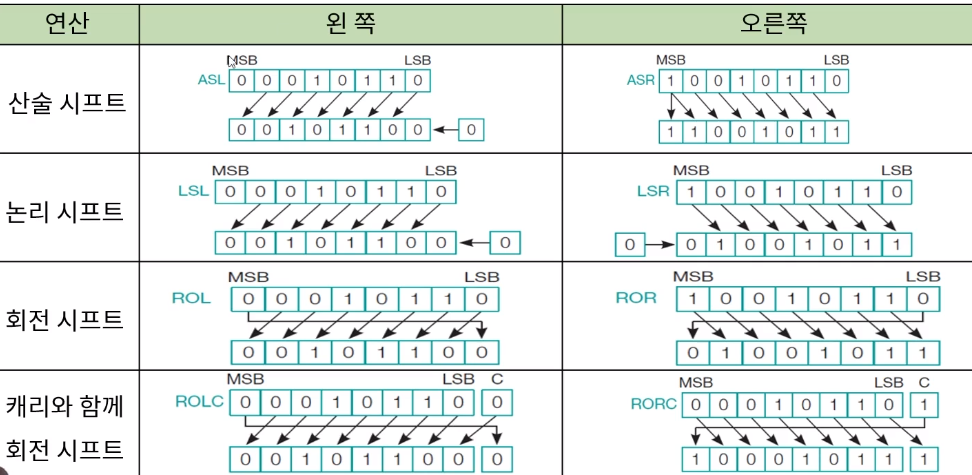 연산 왼 쪽 오른쪽
산술 시프트
MSB LSB
ASL 0 0 0 1 0 1 1 0
0 0 1 0 1 1 0 0 0
MSB LSB
ASR 1 0 0 1 0 1 1 0
1 1 0 0 1 0 1 1
논리 시프트
MSB LSB
LSL 0 0 0 1 0 1 1 0
0 0 1 0 1 1 0 0 0
MSB LSB
LSR 1 0 0 1 0 1 1 0
0 0 1 0 0 1 0 1 1
회전 시프트
MSB LSB
ROL 0 0 0 1 0 1 1 0
0 0 1 0 1 1 0 0
MSB LSB
ROR 1 0 0 1 0 1 1 0
0 1 0 0 1 0 1 1
캐리와 함께
회전 시프트
MSB LSB C
ROLC 0 0 0 1 0 1 1 0 0
0 0 1 0 1 1 0 0 0
MSB LSB C
RORC 0 0 0 1 0 1 1 0 1
1 0 0 0 1 0 1 1 1